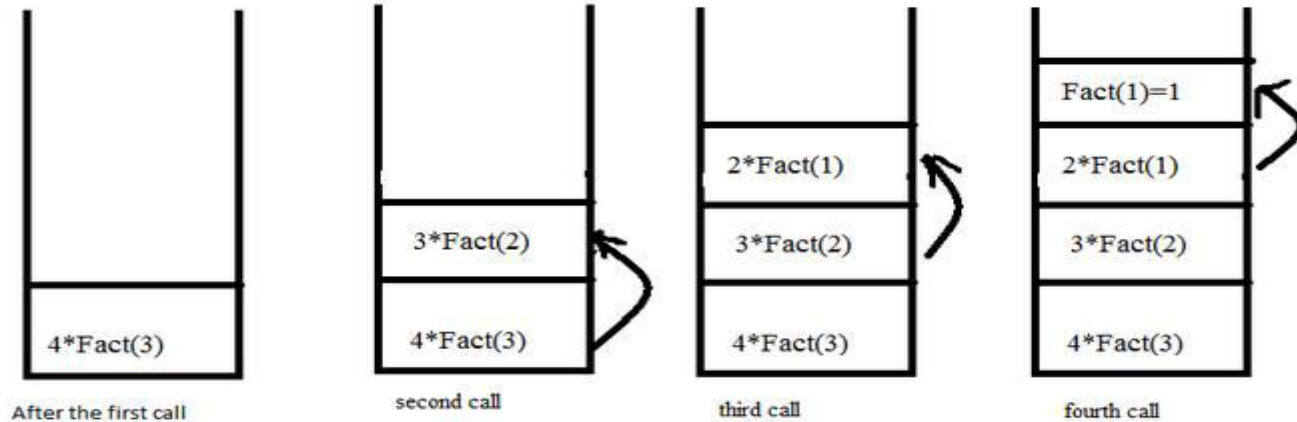 4*Fact(3)
After the first call
3*Fact(2)
4*Fact(3)
second call
2*Fact(1)
3*Fact(2)
4*Fact(3)
third call
Fact(1)=1
2*Fact(1)
3*Fact(2)
4*Fact(3)
fourth call